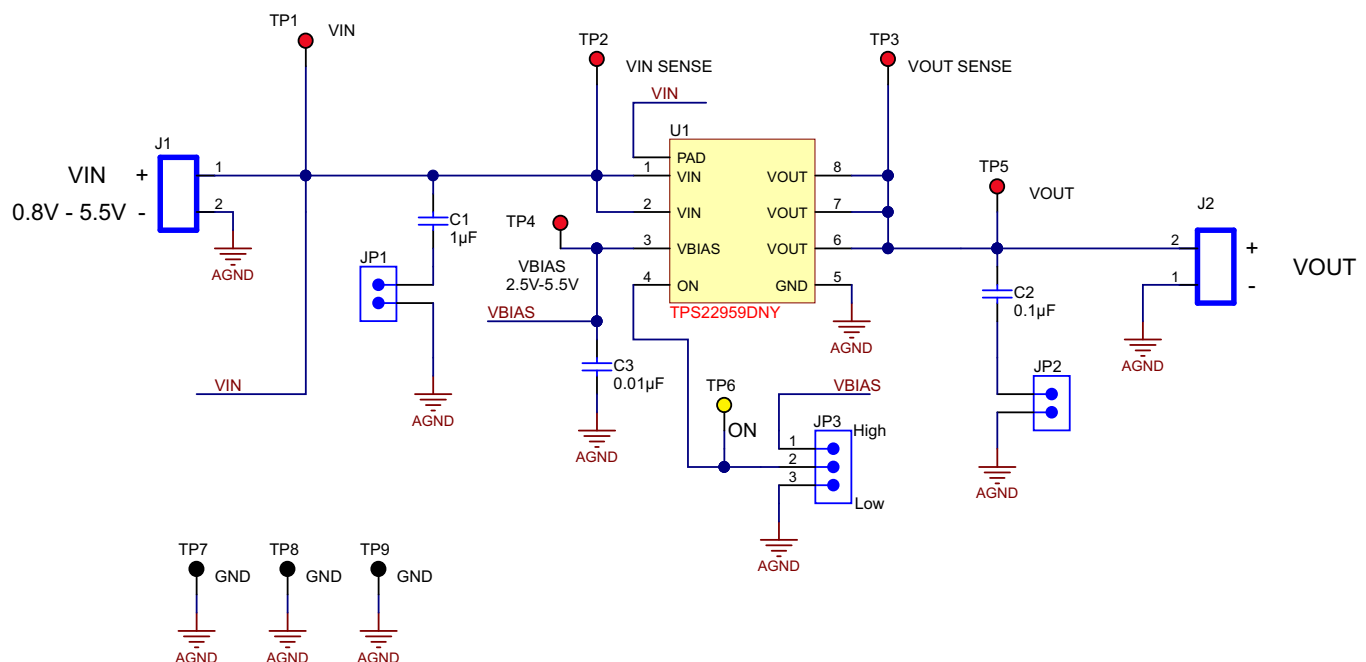 TP1
VIN
TP2
VIN SENSE
TP3
VOUT SENSE
VIN
U1
J1
VIN +
0.8V - 5.5V -
1
2
AGND
PAD
1 VIN
2 VIN
3 VBIAS
4 ON
VOUT 8
VOUT 7
VOUT 6
GND 5
TPS22959DNY
AGND
C1
1µF
JP1
AGND
TP4
VBIAS
2.5V-5.5V
VBIAS
C3
0.01µF
AGND
TP5
VOUT
J2
2
1
+
-
VOUT
AGND
C2
0.1µF
JP2
AGND
VIN
TP6
ON
VBIAS
JP3
High
1
2
3
Low
AGND
TP7
GND
AGND
TP8
GND
AGND
TP9
GND
AGND